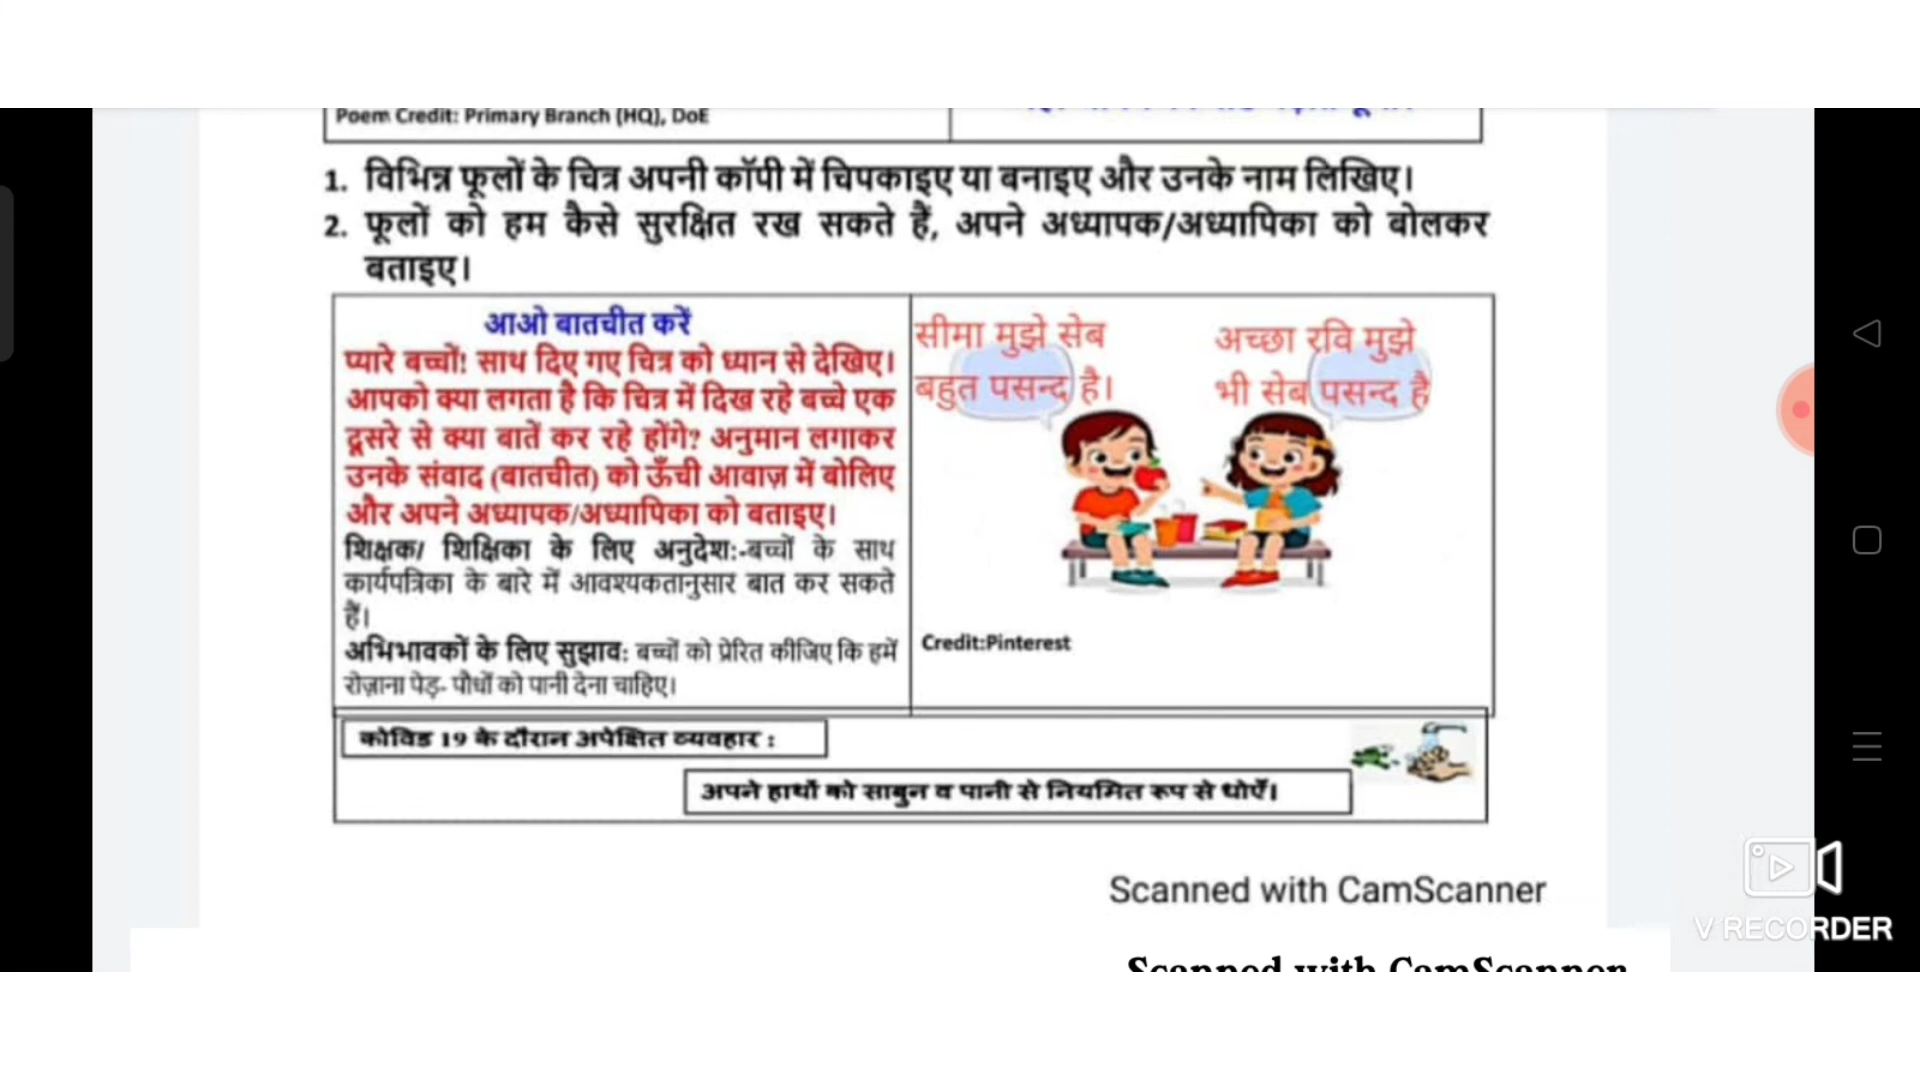 Poem Credit: Primary Branch (HQ), DoE
1. विभिन्न फूलों के चित्र अपनी कॉपी में चिपकाइए या बनाइए और उनके नाम लिखिए।
2. फूलों को हम कैसे सुरक्षित रख सकते हैं, अपने अध्यापक/अध्यापिका को बोलकर
बताइए।
आओ बातचीत करें
प्यारे बच्चों! साथ दिए गए चित्र को ध्यान से देखिए।
आपको क्या लगता है कि चित्र में दिख रहे बच्चे एक
दूसरे से क्या बातें कर रहे होंगे? अनुमान लगाकर
उनके संवाद (बातचीत) को ऊँची आवाज़ में बोलिए
और अपने अध्यापक/अध्यापिका को बताइए।
शिक्षक/ शिक्षिका के लिए अनुदेश:-बच्चों के साथ
कार्यपत्रिका के बारे में आवश्यकतानुसार बात कर सकते
हैं।
अभिभावकों के लिए सुझाव: बच्चों को प्रेरित कीजिए कि हमें
रोज़ाना पेड़- पौधों को पानी देना चाहिए।
सीमा मुझे सेब
बहुत पसन्द है।
अच्छा रवि मुझे
भी सेब पसन्द है
Credit:Pinterest
कोविड 19 के दौरान अपेक्षित व्यवहार :
अपने हाथों को साबुन व पानी से नियमित रूप से धोएँ।
Scanned with CamScanner
V RECORDER
Scanned with CamScanner